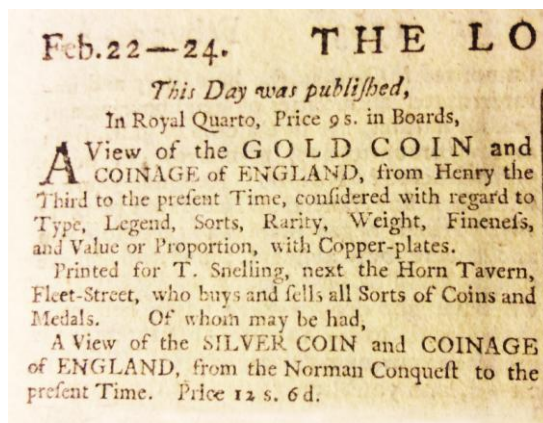 Feb. 22—24. THE LO
This Day was publiſhed,
In Royal Quarto, Price 9 s. in Boards,
A View of the GOLD COIN and
COINAGE of ENGLAND, from Henry the
Third to the preſent Time, conſidered with regard to
Type, Legend, Sorts, Rarity, Weight, Fineneſs,
and Value or Proportion, with Copper-plates.
Printed for T. Snelling, next the Horn Tavern,
Fleet-Street, who buys and ſells all Sorts of Coins and
Medals. Of whom may be had,
A View of the SILVER COIN and COINAGE
of ENGLAND, from the Norman Conqueſt to the
preſent Time. Price 12 s. 6 d.